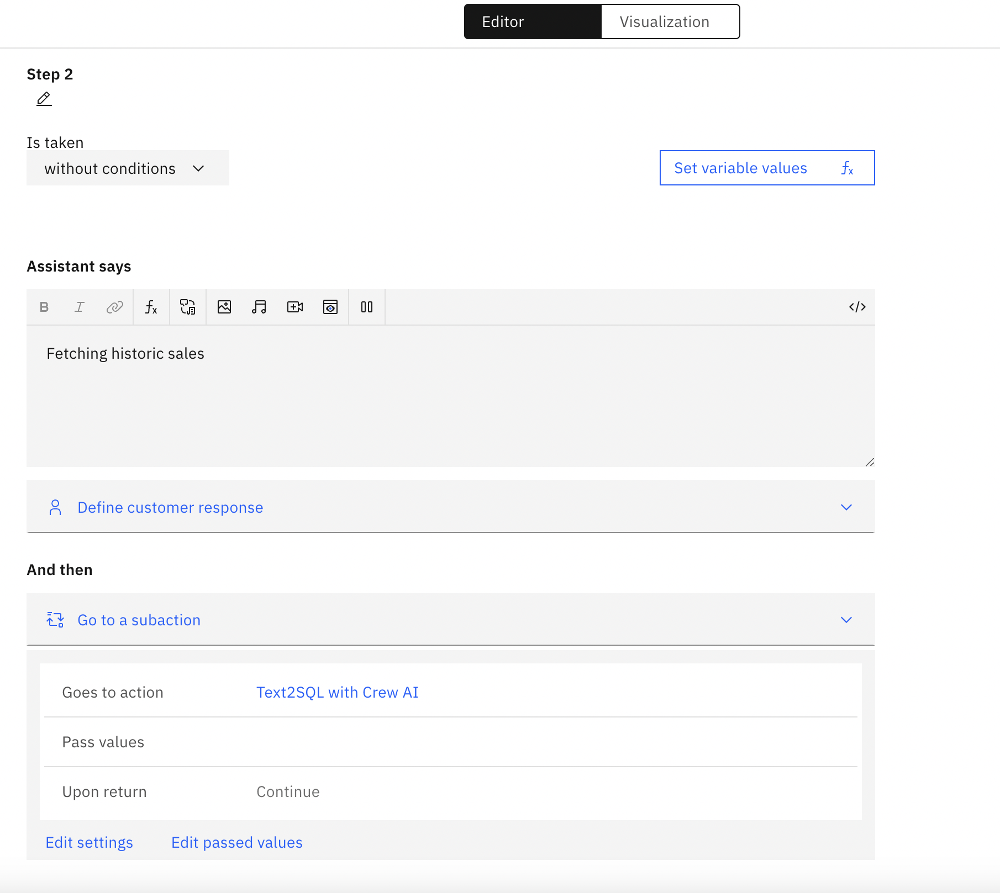 Editor
Visualization
Step 2
Is taken
without conditions
Set variable values fx
Assistant says
B I fx </>
Fetching historic sales
Define customer response
And then
Go to a subaction
Goes to action Text2SQL with Crew AI
Pass values
Upon return Continue
Edit settings Edit passed values